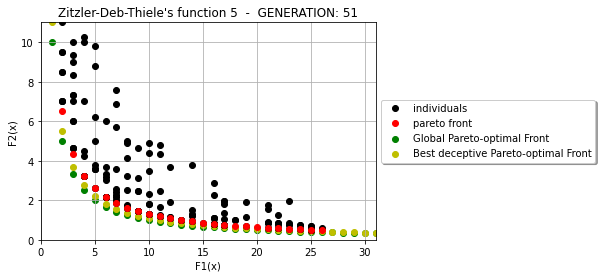 Zitzler-Deb-Thiele's function 5 - GENERATION: 51
F2(x)
10
8
6
4
2
0
0 5 10 15 20 25 30
F1(x)
individuals
pareto front
Global Pareto-optimal Front
Best deceptive Pareto-optimal Front